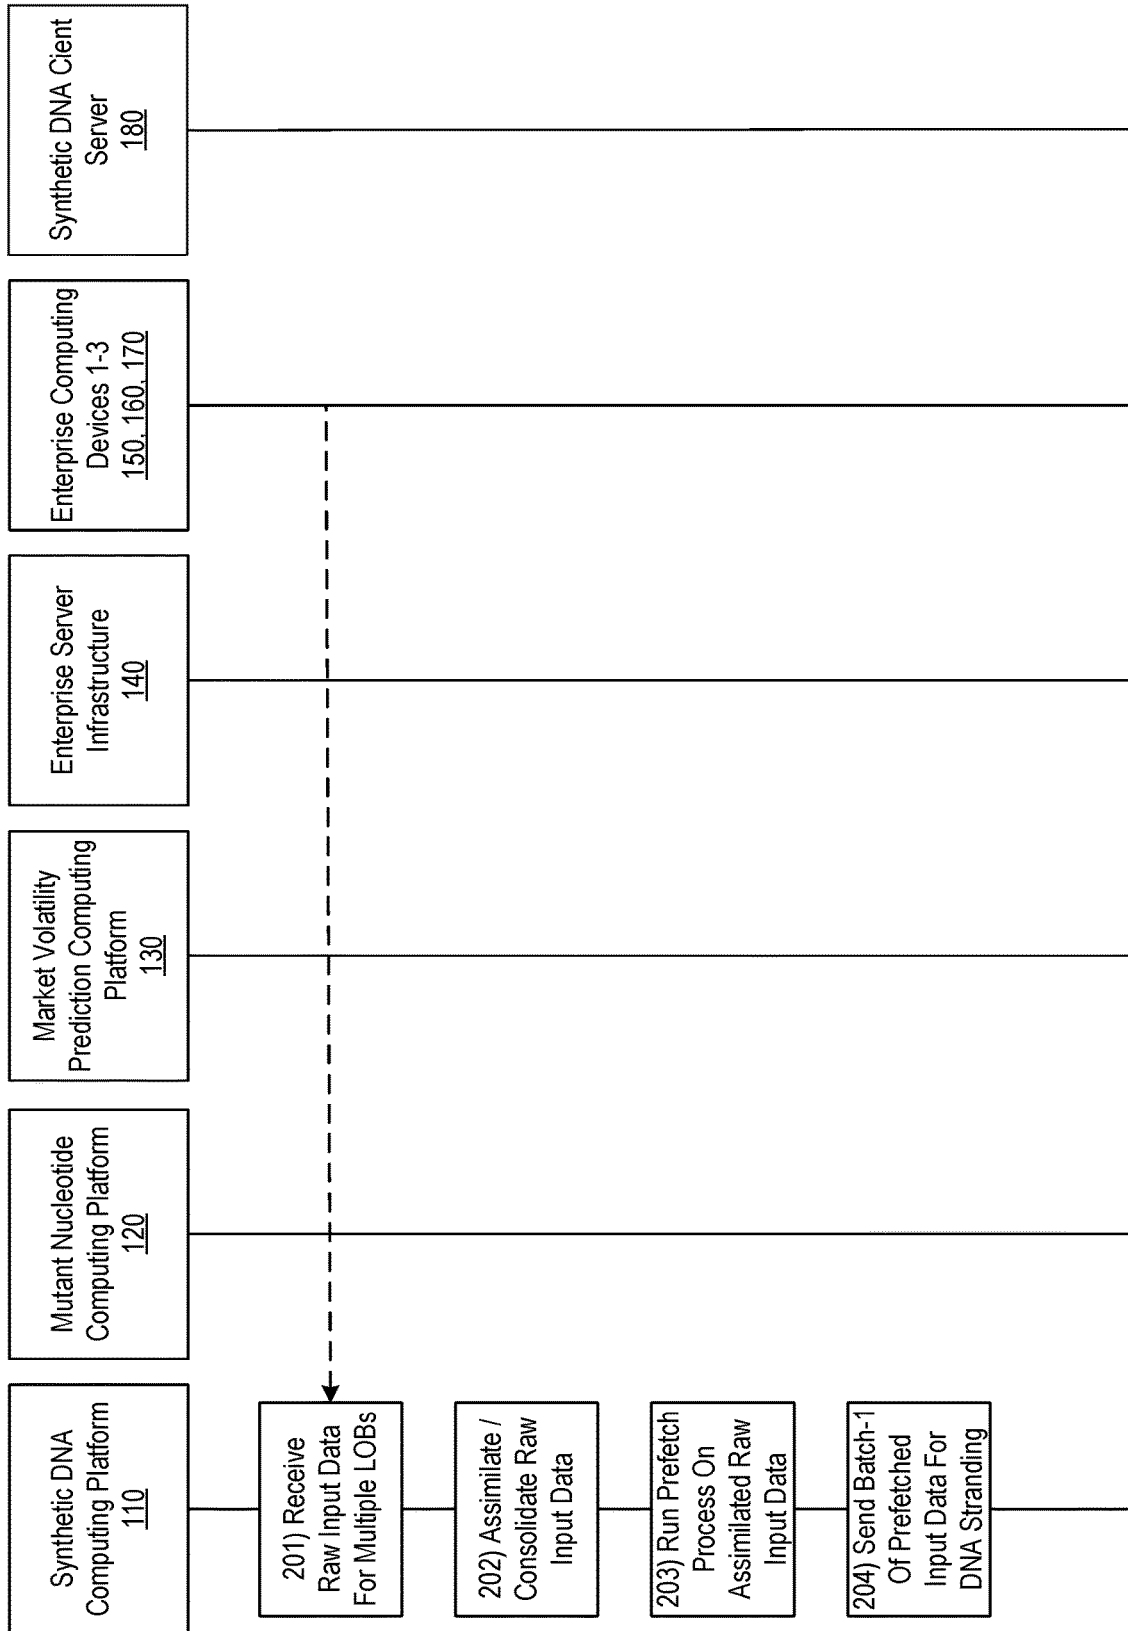 Synthetic DNA
Computing Platform
110
Mutant Nucleotide
Computing Platform
120
Market Volatility
Prediction Computing
Platform
130
Enterprise Server
Infrastructure
140
Enterprise Computing
Devices 1-3
150, 160, 170
Synthetic DNA Cient
Server
180
201) Receive
Raw Input Data
For Multiple LOBs
202) Assimilate /
Consolidate Raw
Input Data
203) Run Prefetch
Process On
Assimilated Raw
Input Data
204) Send Batch-1
Of Prefetched
Input Data For
DNA Stranding